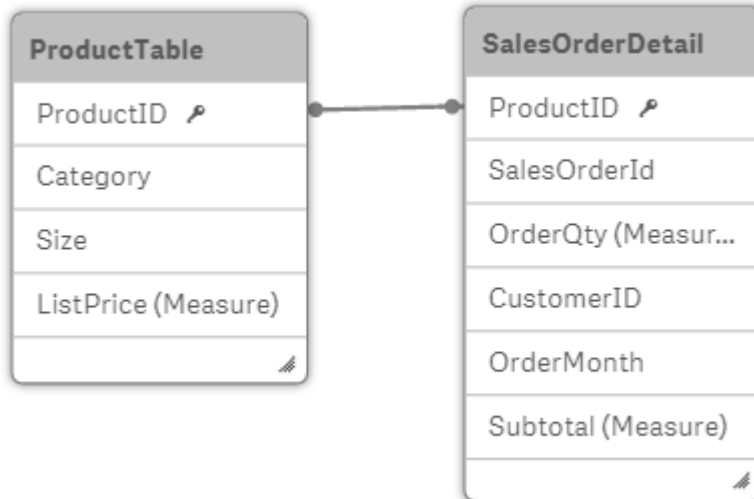 ProductTable
ProductID
Category
Size
ListPrice (Measure)
SalesOrderDetail
ProductID
SalesOrderId
OrderQty (Measur...
CustomerID
OrderMonth
Subtotal (Measure)